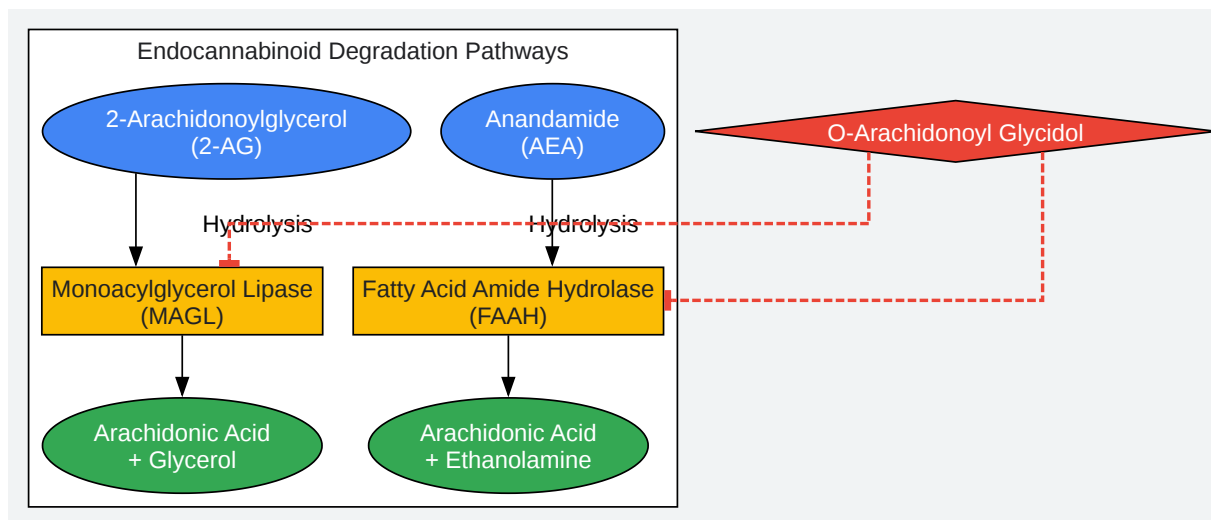 Endocannabinoid Degradation Pathways
2-Arachidonoylglycerol
(2-AG)
Anandamide
(AEA)
O-Arachidonoyl Glycidol
Hydrolysis
Hydrolysis
Monoacylglycerol Lipase
(MAGL)
Fatty Acid Amide Hydrolase
(FAAH)
Arachidonic Acid
+ Glycerol
Arachidonic Acid
+ Ethanolamine